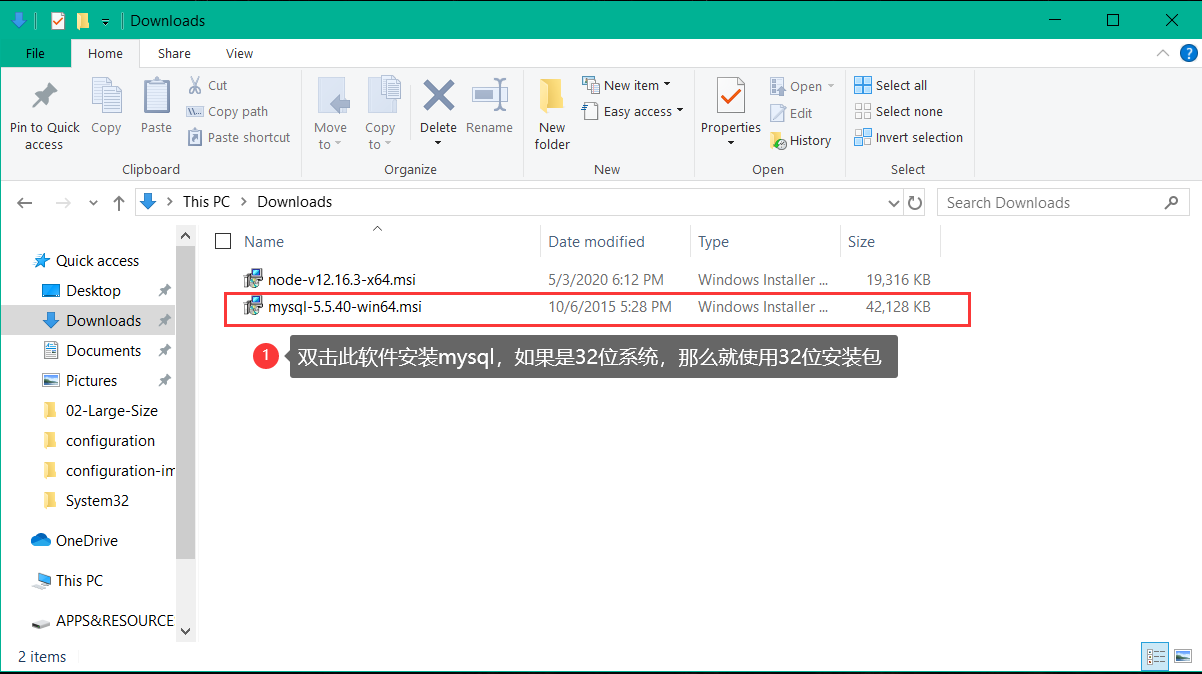 Downloads
File
Home
Share
View
Pin to Quick access
Copy
Paste
Cut
Copy path
Paste shortcut
Clipboard
Move to
Copy to
Delete
Rename
Organize
New folder
New item
Easy access
New
Properties
Open
Edit
History
Open
Select all
Select none
Invert selection
Select
This PC
Downloads
Search Downloads
Quick access
Desktop
Downloads
Documents
Pictures
02-Large-Size
configuration
configuration-im
System32
OneDrive
This PC
APPS&RESOURCE
Name Date modified Type Size
node-v12.16.3-x64.msi 5/3/2020 6:12 PM Windows Installer ... 19,316 KB
mysql-5.5.40-win64.msi 10/6/2015 5:28 PM Windows Installer ... 42,128 KB
1 双击此软件安装mysql，如果是32位系统，那么就使用32位安装包
2 items